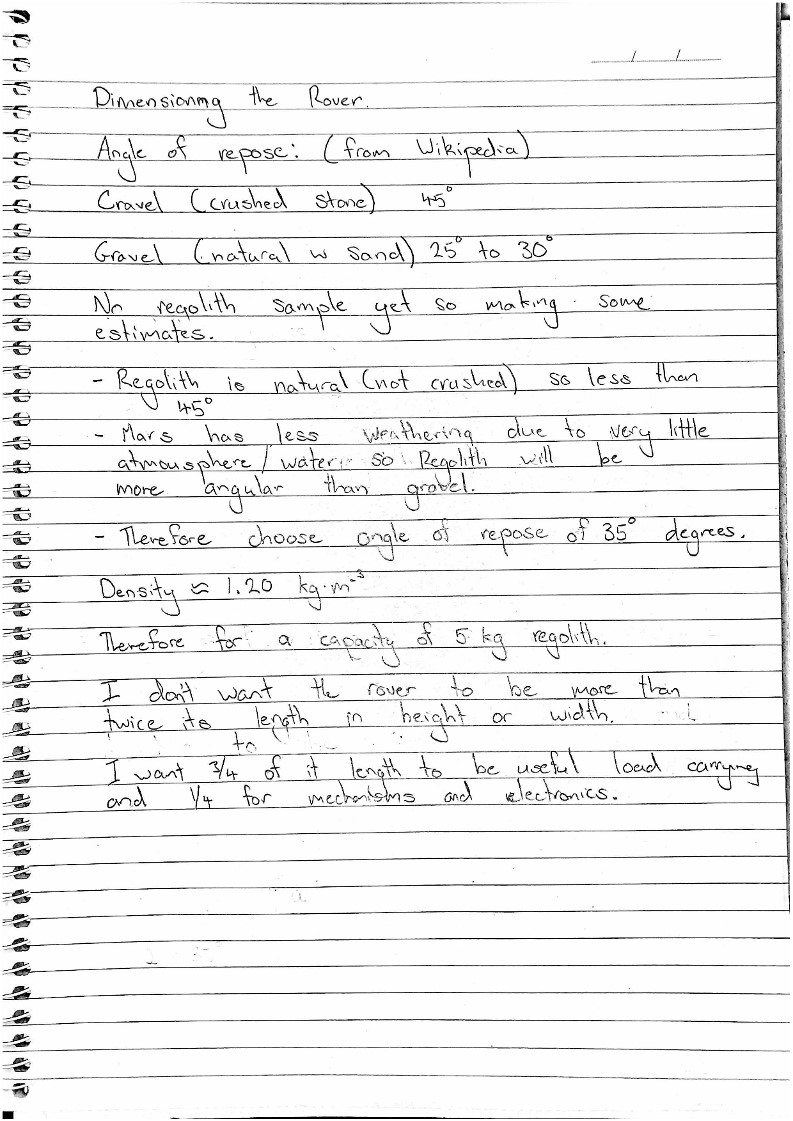 / /
Dimensioning the Rover.
Angle of repose: (from Wikipedia)
Gravel (crushed stone) 45°
Gravel (natural w sand) 25° to 30°
No regolith sample yet so making some
estimates.
- Regolith is natural (not crushed) so less than
45°
- Mars has less weathering due to very little
atmousphere / water so Regolith will be
more angular than gravel.
- Therefore choose angle of repose of 35° degrees.
Density ≈ 1.20 kg·m⁻³
Therefore for a capacity of 5 kg regolith.
I don't want the rover to be more than
twice its length in height or width.
to
I want 3/4 of it length to be useful load carrying
and 1/4 for mechanisms and electronics.